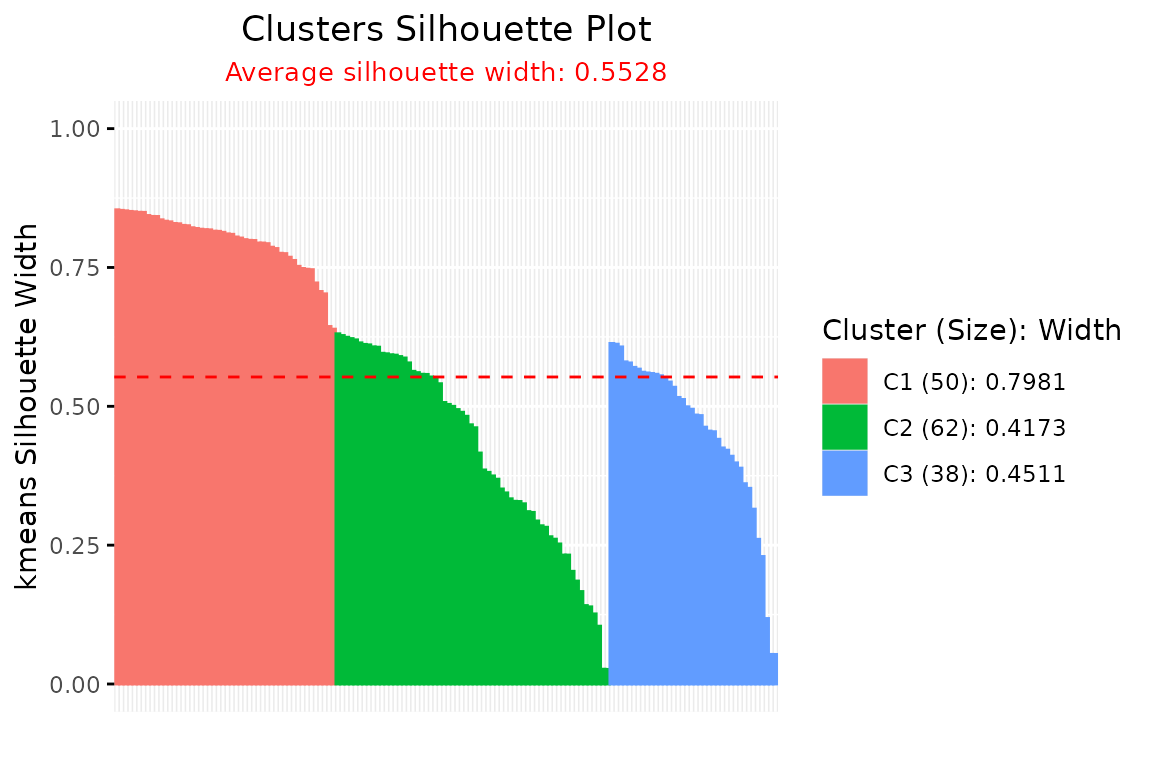 Clusters Silhouette Plot
Average silhouette width: 0.5528
kmeans Silhouette Width
1.00
0.75
0.50
0.25
0.00
Cluster (Size): Width
C1 (50): 0.7981
C2 (62): 0.4173
C3 (38): 0.4511